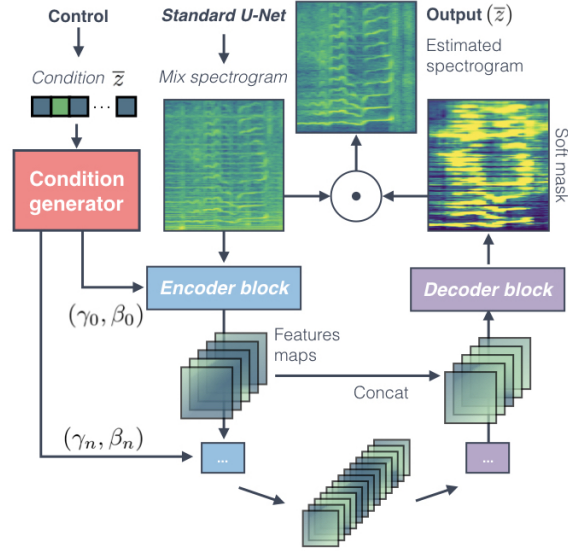 Control
Standard U-Net
Output (z̅)
Condition z̅
Mix spectrogram
Estimated
spectrogram
...
Soft mask
Condition
generator
Encoder block
Decoder block
(γ₀, β₀)
Features
maps
Concat
(γₙ, βₙ)
...
...